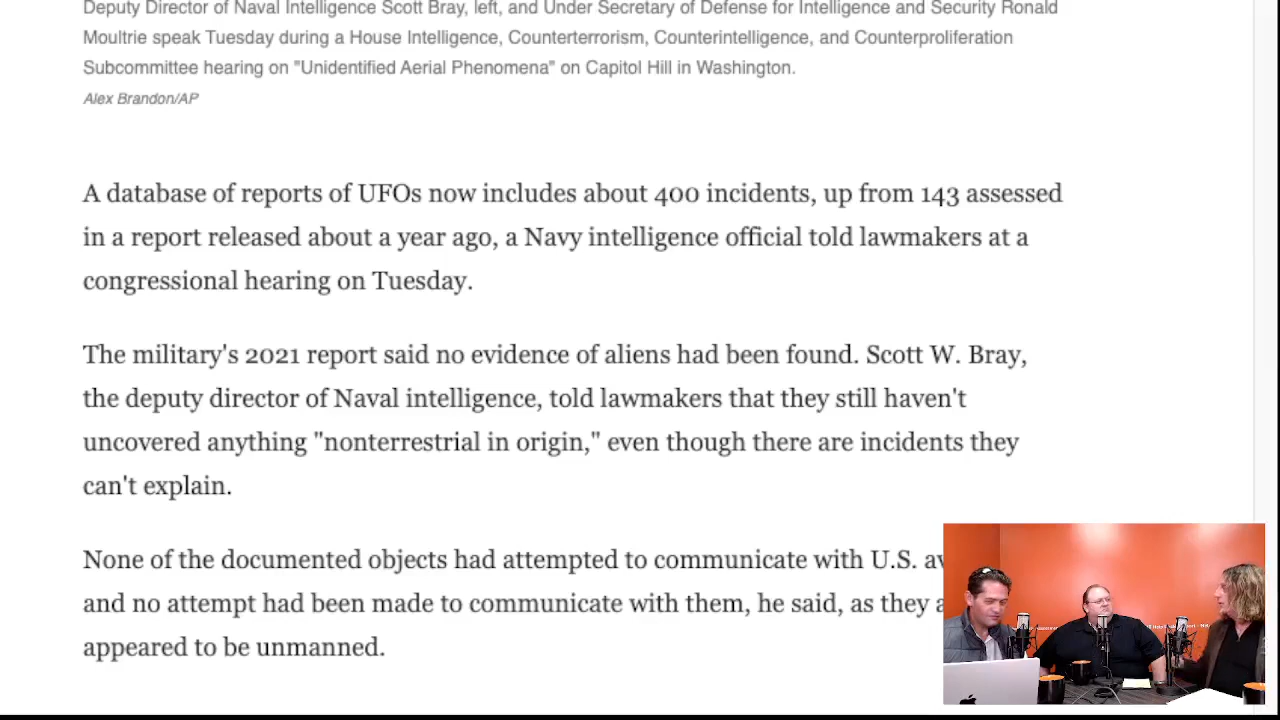 Deputy Director of Naval Intelligence Scott Bray, left, and Under Secretary of Defense for Intelligence and Security Ronald
Moultrie speak Tuesday during a House Intelligence, Counterterrorism, Counterintelligence, and Counterproliferation
Subcommittee hearing on "Unidentified Aerial Phenomena" on Capitol Hill in Washington.
Alex Brandon/AP
A database of reports of UFOs now includes about 400 incidents, up from 143 assessed
in a report released about a year ago, a Navy intelligence official told lawmakers at a
congressional hearing on Tuesday.
The military's 2021 report said no evidence of aliens had been found. Scott W. Bray,
the deputy director of Naval intelligence, told lawmakers that they still haven't
uncovered anything "nonterrestrial in origin," even though there are incidents they
can't explain.
None of the documented objects had attempted to communicate with U.S.
and no attempt hat been made to communicate with them, he said, as they
appeared to be unmanned.